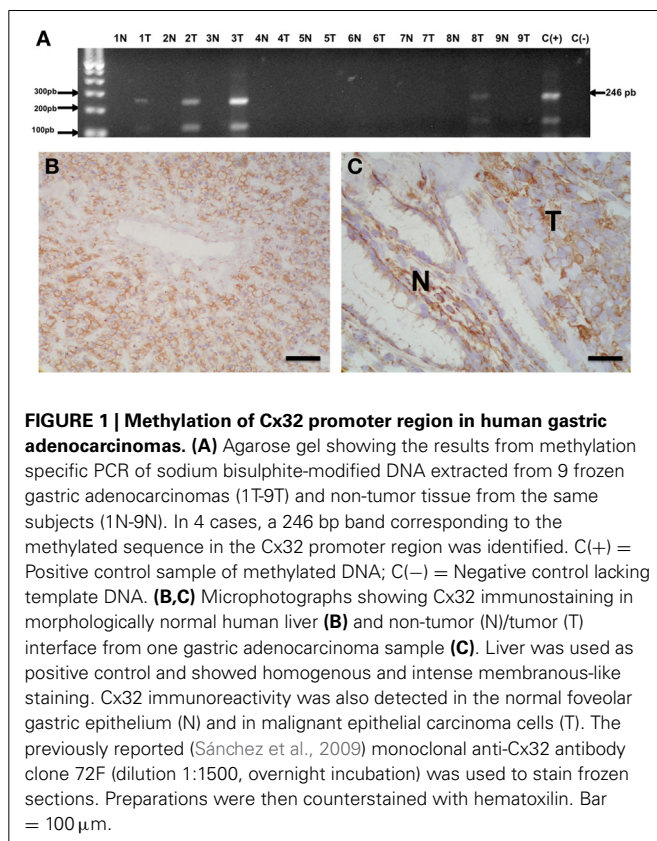 A
1N 1T 2N 2T 3N 3T 4N 4T 5N 5T 6N 6T 7N 7T 8N 8T 9N 9T C(+) C(-)
300pb
200pb
100pb
246 pb
B
C
N
T
FIGURE 1 | Methylation of Cx32 promoter region in human gastric
adenocarcinomas. (A) Agarose gel showing the results from methylation
specific PCR of sodium bisulphite-modified DNA extracted from 9 frozen
gastric adenocarcinomas (1T-9T) and non-tumor tissue from the same
subjects (1N-9N). In 4 cases, a 246 bp band corresponding to the
methylated sequence in the Cx32 promoter region was identified. C(+) =
Positive control sample of methylated DNA; C(−) = Negative control lacking
template DNA. (B,C) Microphotographs showing Cx32 immunostaining in
morphologically normal human liver (B) and non-tumor (N)/tumor (T)
interface from one gastric adenocarcinoma sample (C). Liver was used as
positive control and showed homogenous and intense membranous-like
staining. Cx32 immunoreactivity was also detected in the normal foveolar
gastric epithelium (N) and in malignant epithelial carcinoma cells (T). The
previously reported (Sánchez et al., 2009) monoclonal anti-Cx32 antibody
clone 72F (dilution 1:1500, overnight incubation) was used to stain frozen
sections. Preparations were then counterstained with hematoxilin. Bar
= 100 μm.